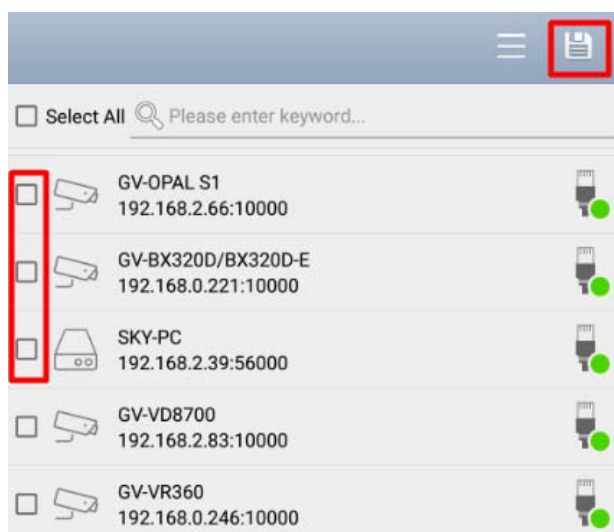 Select All Please enter keyword...
GV-OPAL S1
192.168.2.66:10000
GV-BX320D/BX320D-E
192.168.0.221:10000
SKY-PC
192.168.2.39:56000
GV-VD8700
192.168.2.83:10000
GV-VR360
192.168.0.246:10000